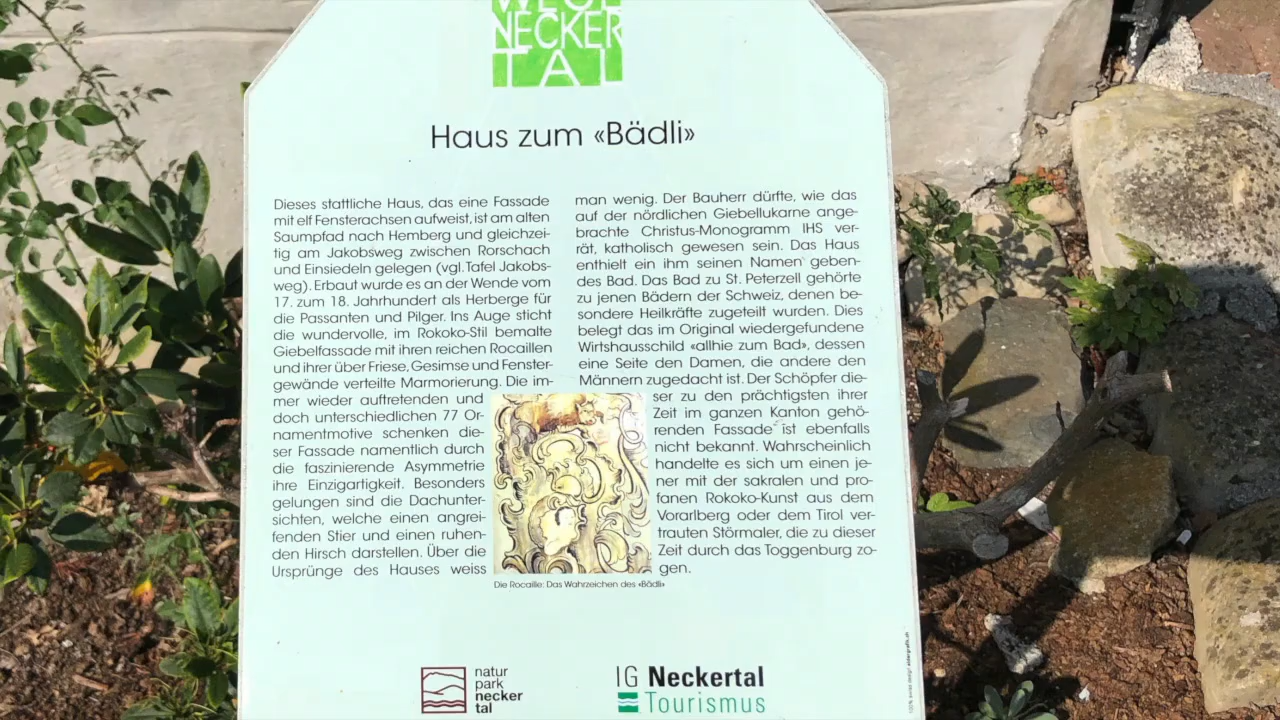 NECKER
TAL
Haus zum «Bädli»
Dieses stattliche Haus, das eine Fassade
mit elf Fensterachsen aufweist, ist am alten
Saumpfad nach Hemberg und gleichzei-
tig am Jakobsweg zwischen Rorschach
und Einsiedeln gelegen (vgl. Tafel Jakobs-
weg). Erbaut wurde es an der Wende vom
17. zum 18. Jahrhundert als Herberge für
die Passanten und Pilger. Ins Auge sticht
die wundervolle, im Rokoko-Stil bemalte
Giebelfassade mit ihren reichen Rocaillen
und ihrer über Friese, Gesimse und Fenster-
gewände verteilte Marmorierung. Die im-
mer wieder auftretenden und
doch unterschiedlichen 77 Or-
namentmotive schenken die-
ser Fassade namentlich durch
die faszinierende Asymmetrie
ihre Einzigartigkeit. Besonders
gelungen sind die Dachunter-
sichten, welche einen angrei-
fenden Stier und einen ruhen-
den Hirsch darstellen. Über die
Ursprünge des Hauses weiss
man wenig. Der Bauherr dürfte, wie das
auf der nördlichen Giebellukarne ange-
brachte Christus-Monogramm IHS ver-
rät, katholisch gewesen sein. Das Haus
enthielt ein ihm seinen Namen geben-
des Bad. Das Bad zu St. Peterzell gehörte
zu jenen Bädern der Schweiz, denen be-
sondere Heilkräfte zugeteilt wurden. Dies
belegt das im Original wiedergefundene
Wirtshausschild «allhie zum Bad», dessen
eine Seite den Damen, die andere den
Männern zugedacht ist. Der Schöpfer die-
ser zu den prächtigsten ihrer
Zeit im ganzen Kanton gehö-
renden Fassade ist ebenfalls
nicht bekannt. Wahrscheinlich
handelte es sich um einen je-
ner mit der sakralen und pro-
fanen Rokoko-Kunst aus dem
Vorarlberg oder dem Tirol ver-
trauten Störmaler, die zu dieser
Zeit durch das Toggenburg zo-
gen.
Die Rocaille: Das Wahrzeichen des «Bädli»
natur
park
necker
tal
IG Neckertal
Tourismus